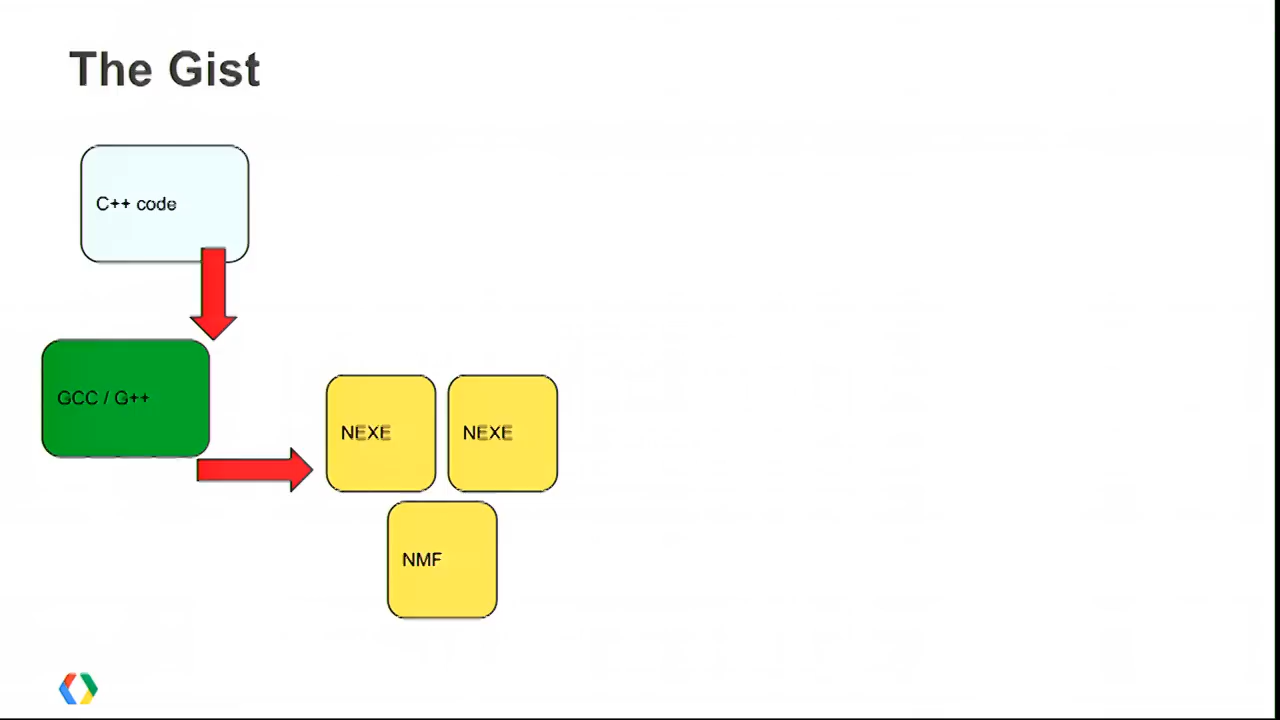 The Gist
C++ code
GCC / G++
NEXE
NEXE
NMF